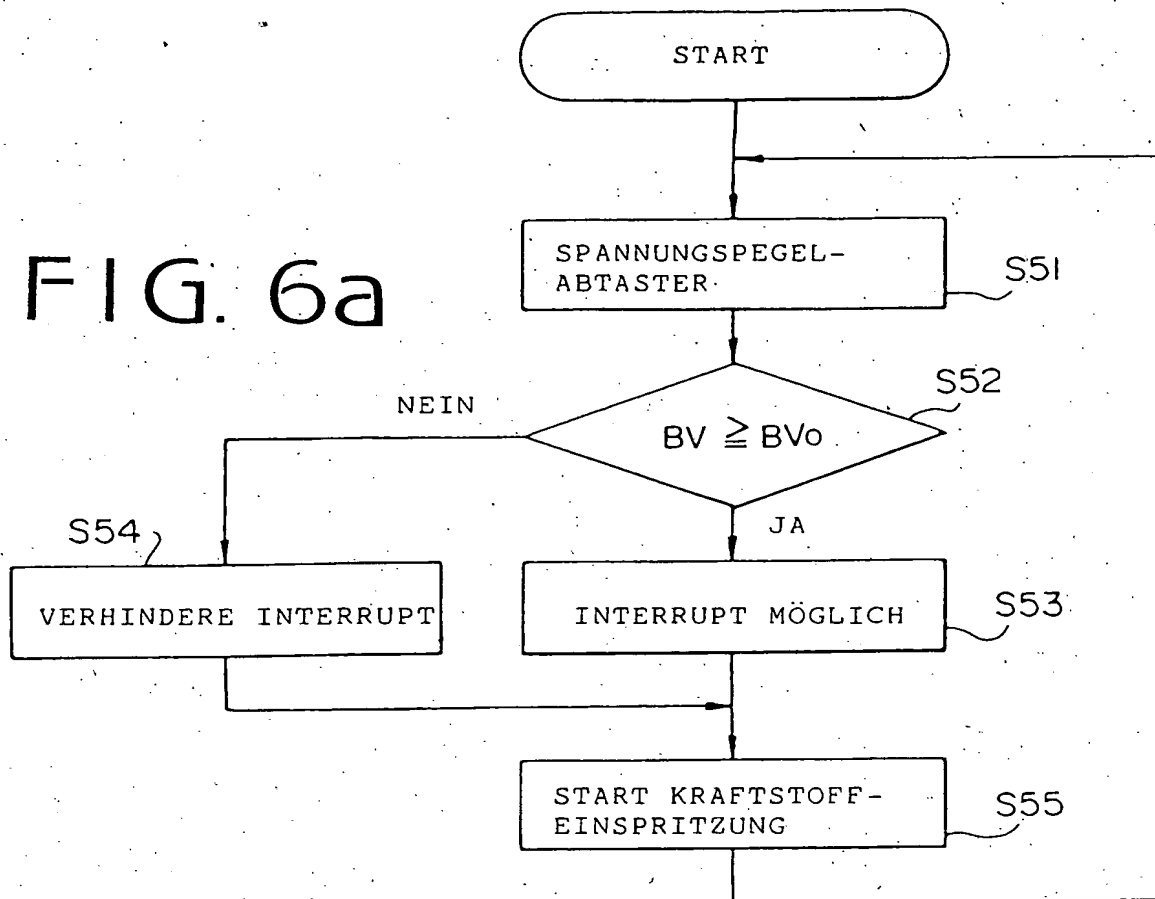 START
FIG. 6a
SPANNUNGSPEGEL-
ABTASTER
S51
S52
NEIN
BV ≧ BVo
JA
S54
VERHINDERE INTERRUPT
INTERRUPT MÖGLICH
S53
START KRAFTSTOFF-
EINSPRITZUNG
S55